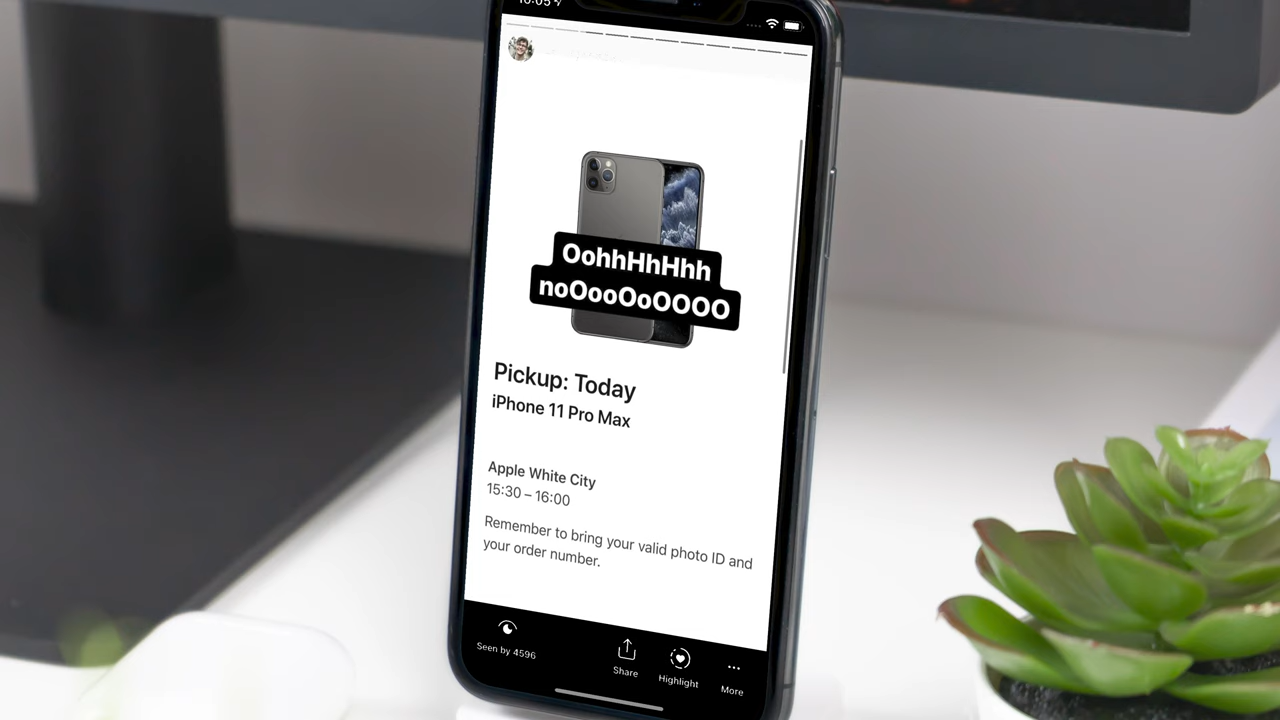 OohhHhHhh
noOooOoOOOO
Pickup: Today
iPhone 11 Pro Max
Apple White City
15:30 – 16:00
Remember to bring your valid photo ID and
your order number.
Seen by 4596
Share
Highlight
More